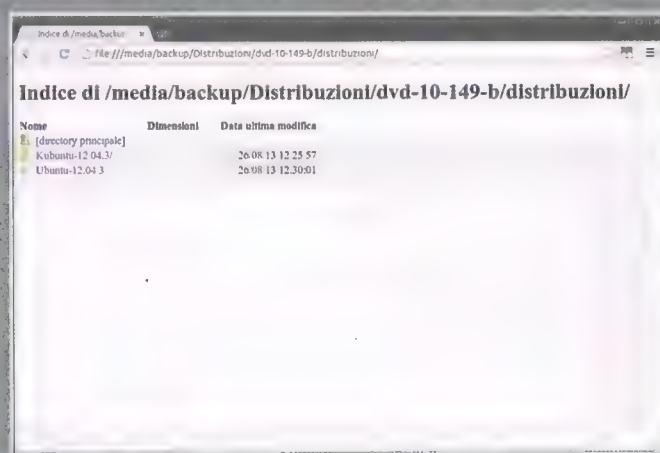 Indice di /media/backup
file:///media/backup/Distribuzioni/dvd-10-149-b/distribuzioni/
Indice di /media/backup/Distribuzioni/dvd-10-149-b/distribuzioni/
Nome Dimensioni Data ultima modifica
[directory principale]
Kubuntu-12.04.3/ 26/08/13 12:25:57
Ubuntu-12.04.3 26/08/13 12:30:01